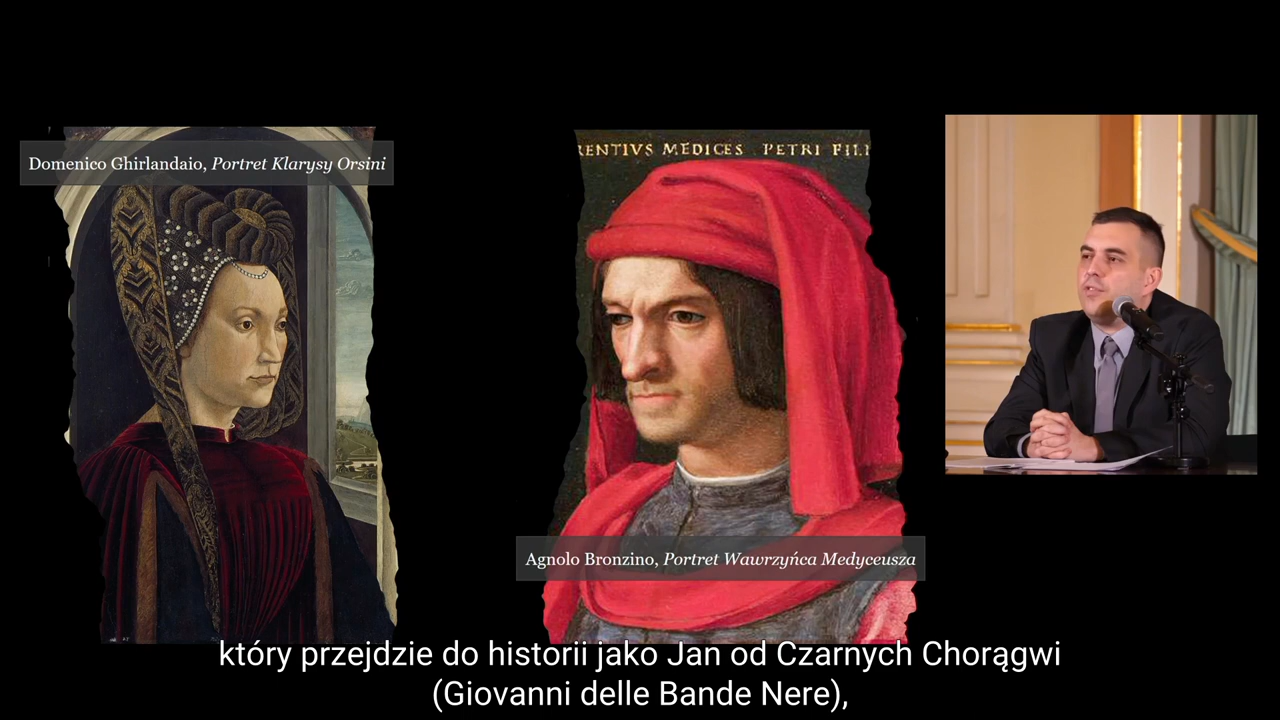 Domenico Ghirlandaio, Portret Klarysy Orsini
RENTIVS MEDICES PETRI FILI
Agnolo Bronzino, Portret Wawrzyńca Medyceusza
który przejdzie do historii jako Jan od Czarnych Chorągwi
(Giovanni delle Bande Nere),